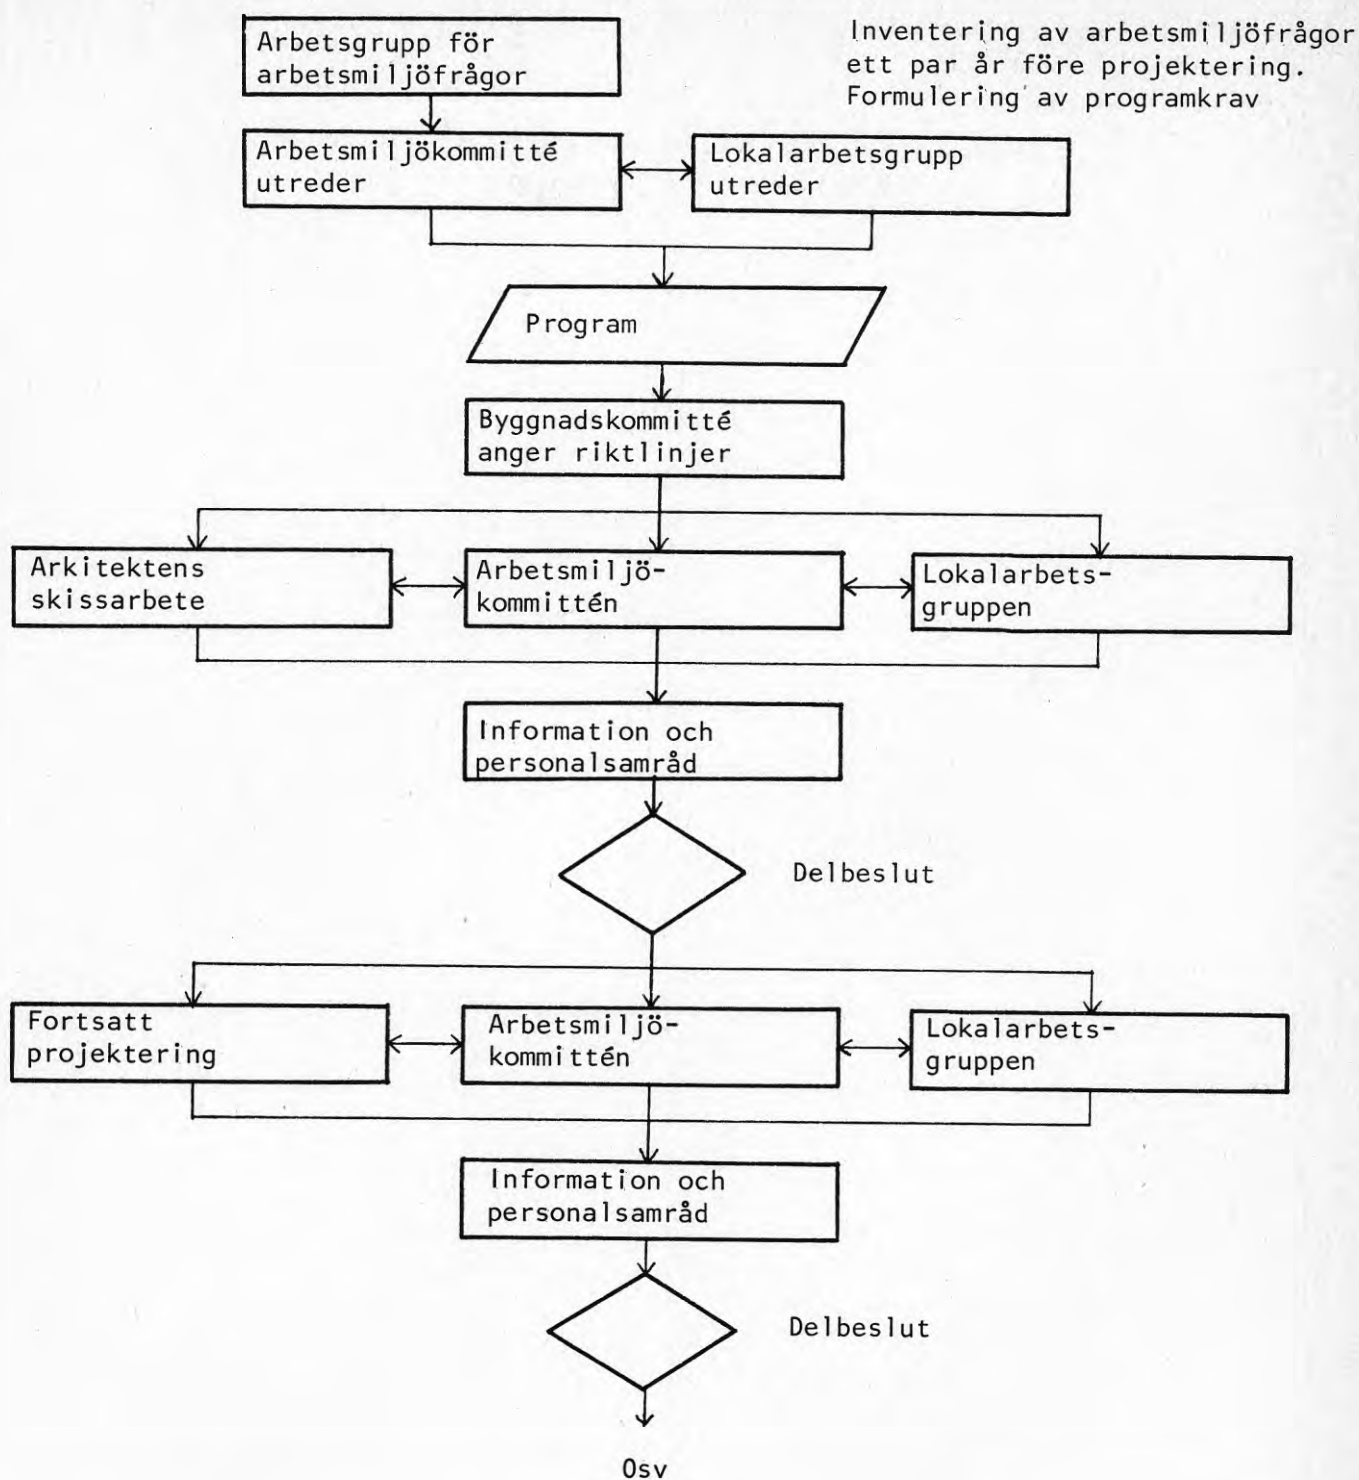 Arbetsgrupp för
arbetsmiljöfrågor
Inventering av arbetsmiljöfrågor
ett par år före projektering.
Formulering av programkrav
Arbetsmiljökommitté
utreder
Lokalarbetsgrupp
utreder
Program
Byggnadskommitté
anger riktlinjer
Arkitektens
skissarbete
Arbetsmiljö-
kommittén
Lokalarbets-
gruppen
Information och
personalsamråd
Delbeslut
Fortsatt
projektering
Arbetsmiljö-
kommittén
Lokalarbets-
gruppen
Information och
personalsamråd
Delbeslut
Osv